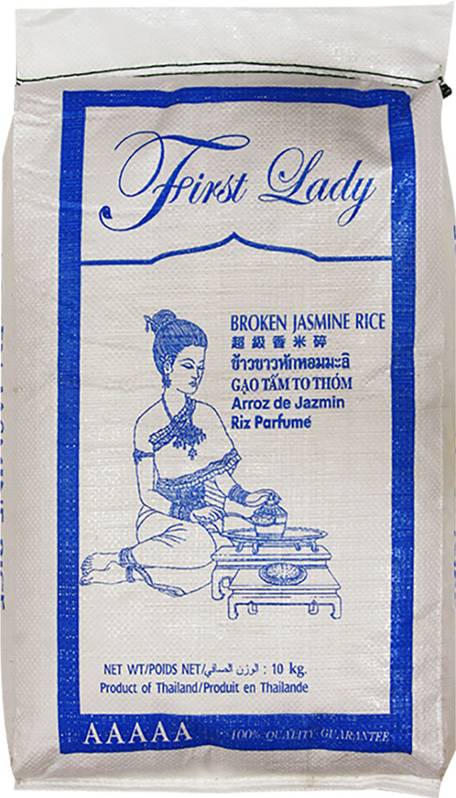 First Lady
BROKEN JASMINE RICE
超級香米碎
ข้าวขาวหักหอมมะลิ
GẠO TẤM TO THÓM
Arroz de Jazmin
Riz Parfumé
NET WT/POIDS NET/الوزن الصافي : 10 kg.
Product of Thailand/Produit en Thailande
AAAAA 100% QUALITY GUARANTEE